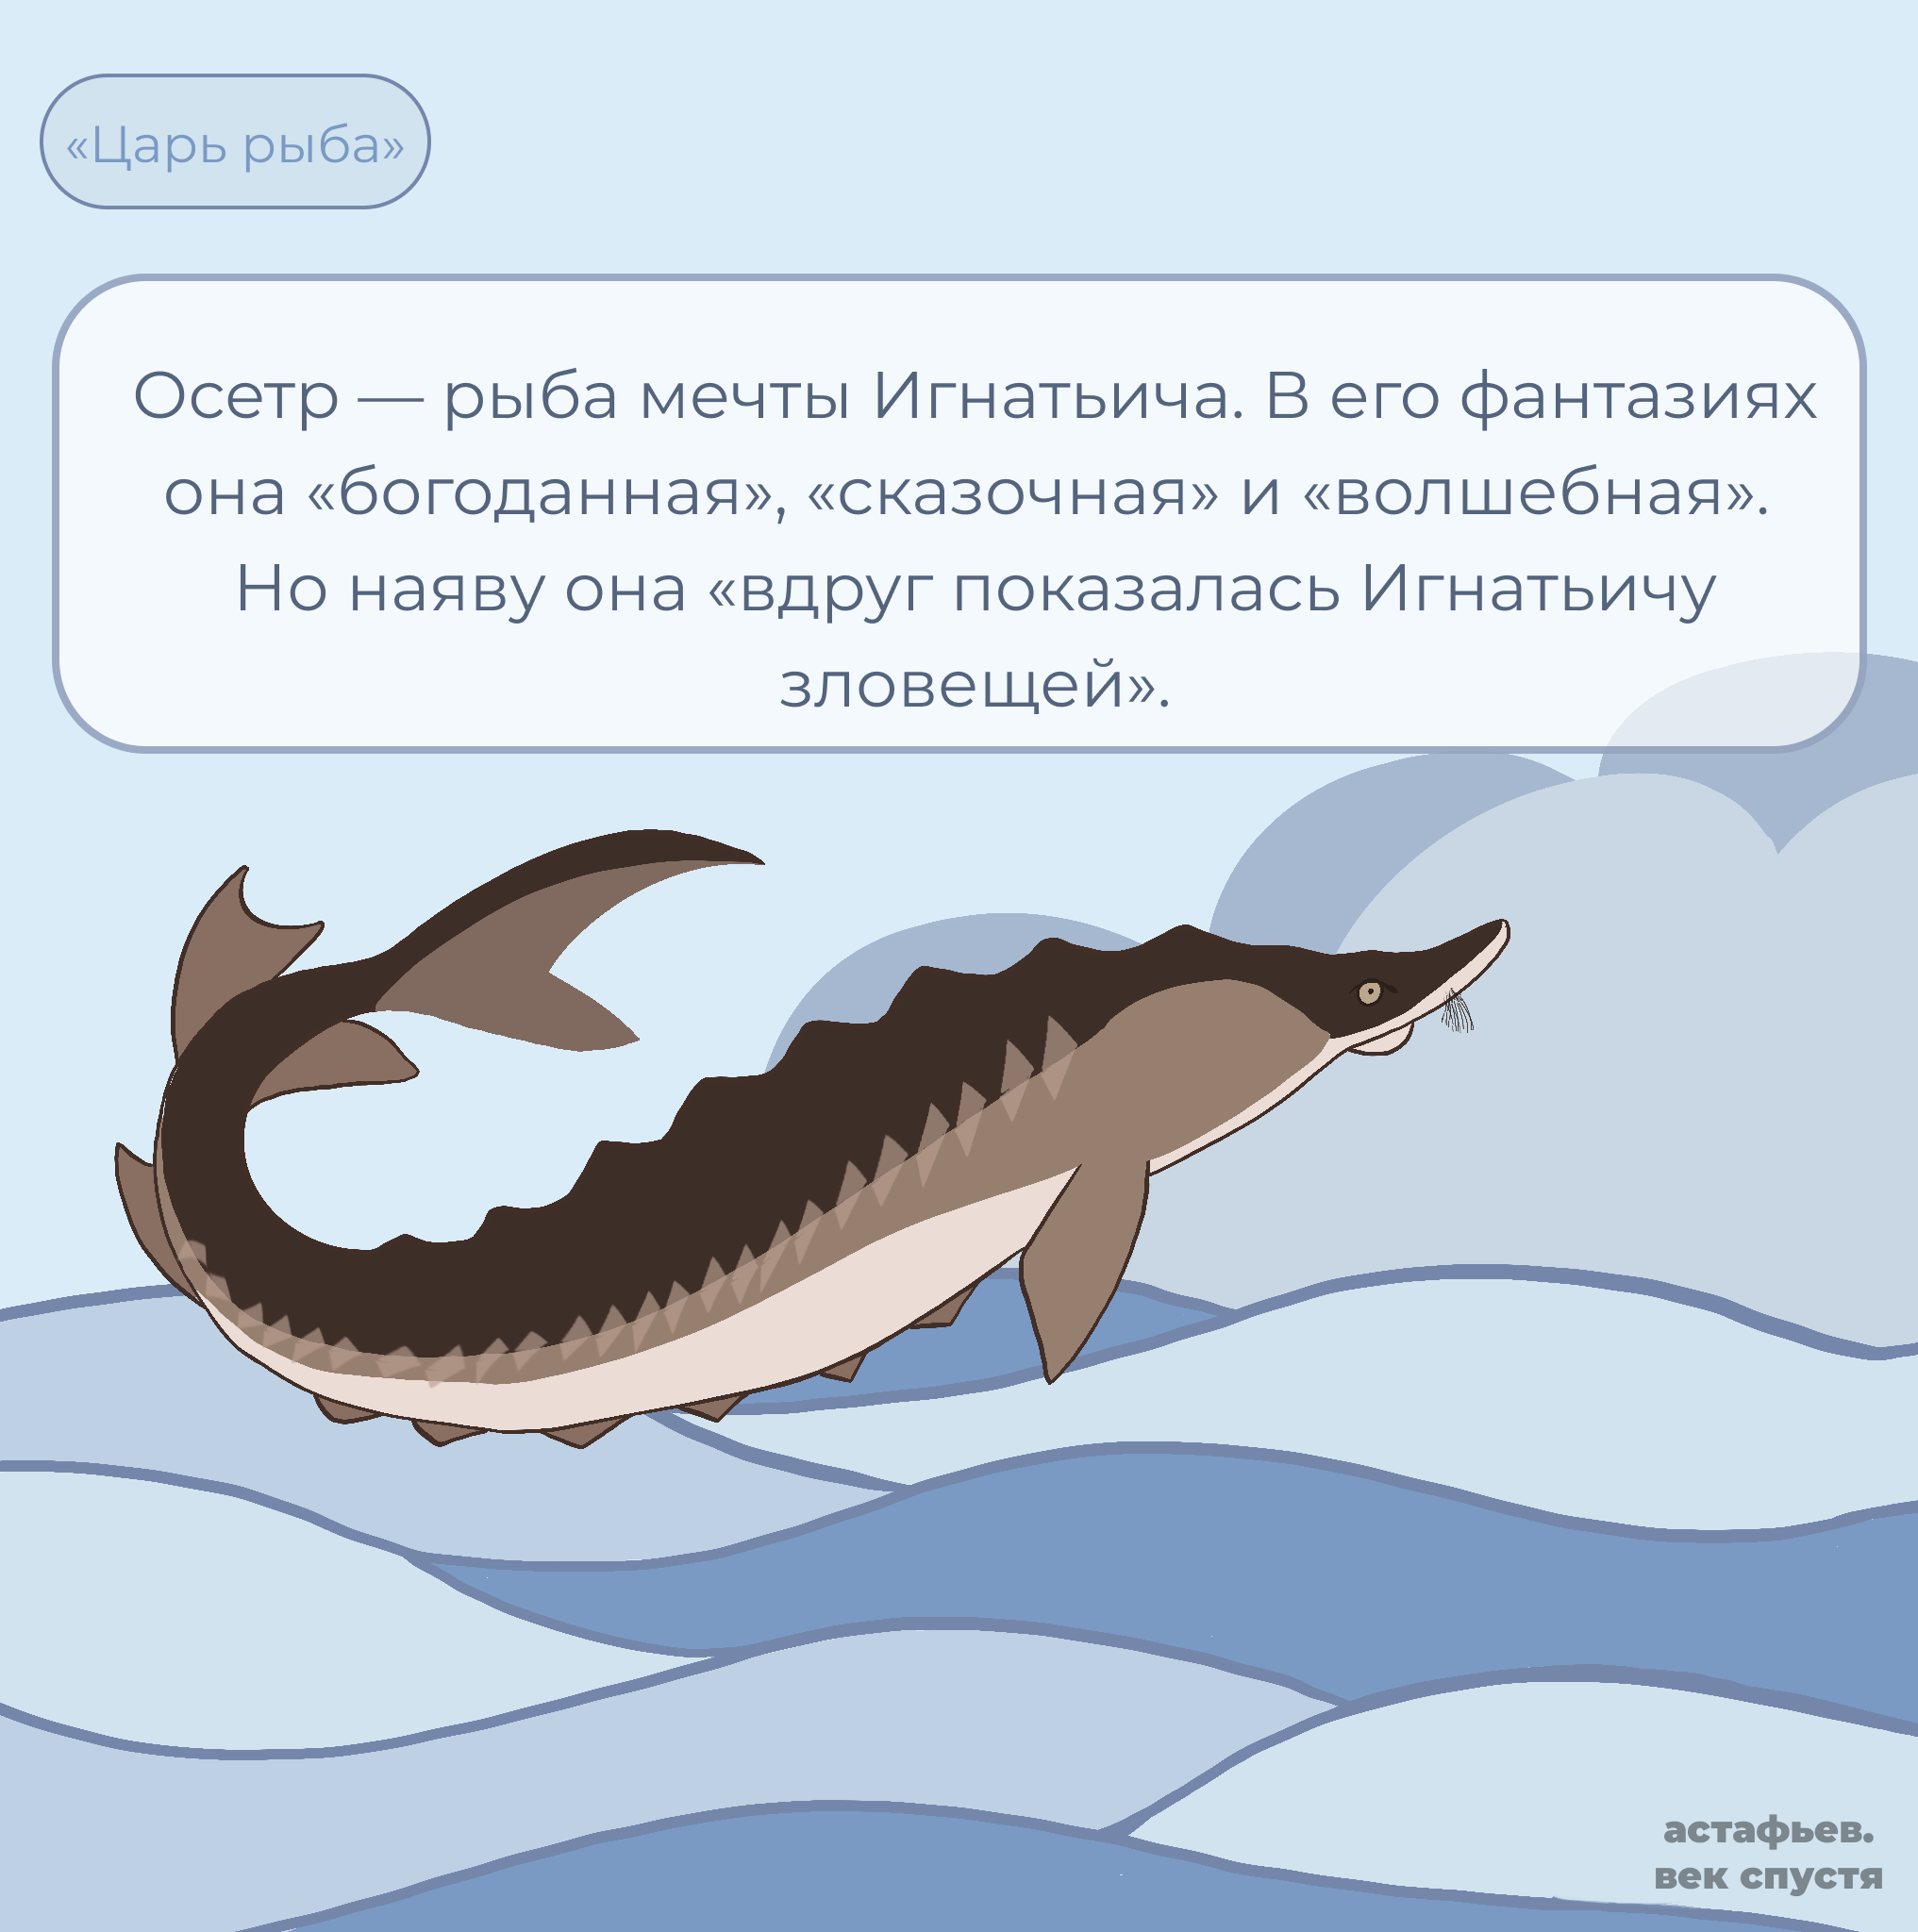 «Царь рыба»
Осетр — рыба мечты Игнатьича. В его фантазиях
она «богоданная», «сказочная» и «волшебная».
Но наяву она «вдруг показалась Игнатьичу
зловещей».
астафьев.
век спустя